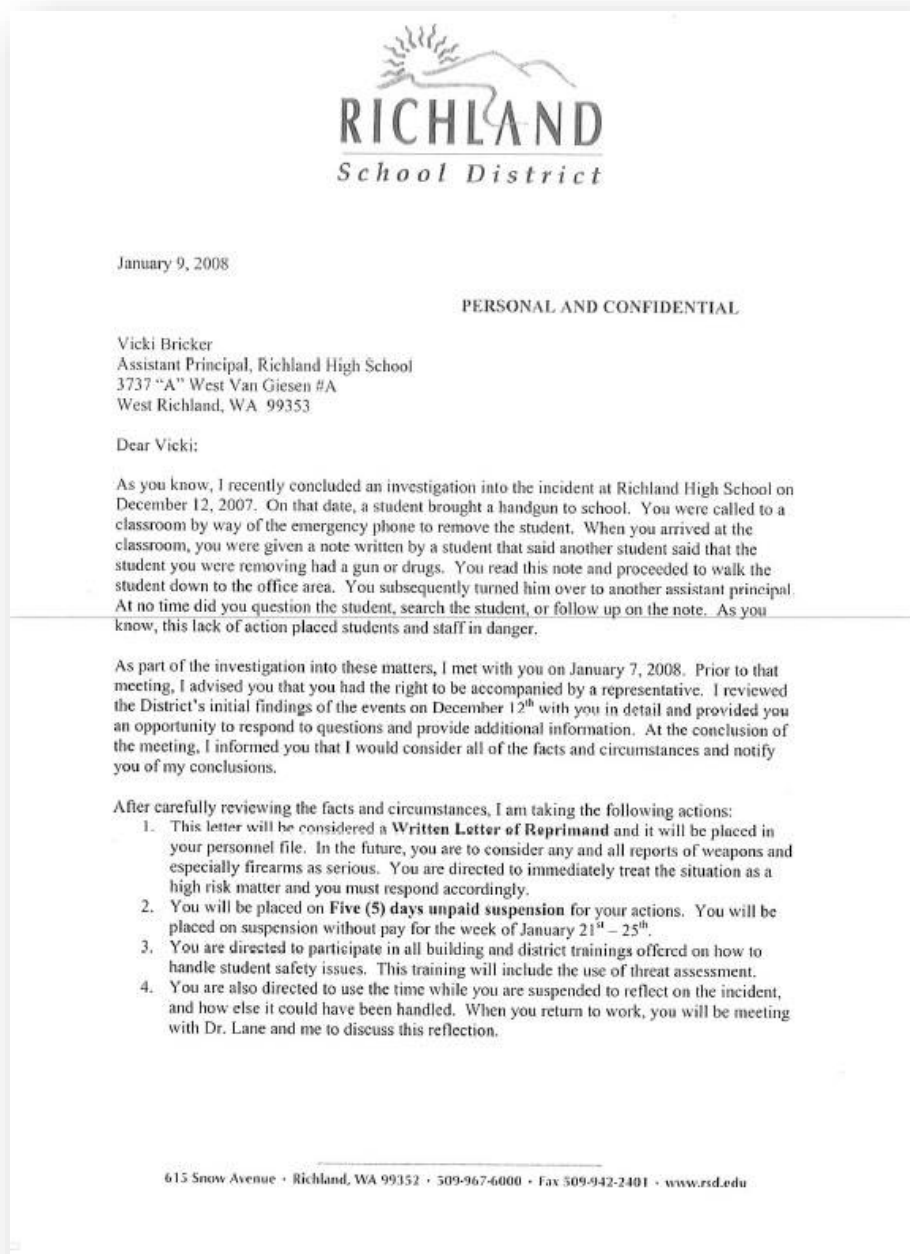 RICHLAND
School District
January 9, 2008
PERSONAL AND CONFIDENTIAL
Vicki Bricker
Assistant Principal, Richland High School
3737 “A” West Van Giesen #A
West Richland, WA 99353
Dear Vicki:
As you know, I recently concluded an investigation into the incident at Richland High School on
December 12, 2007. On that date, a student brought a handgun to school. You were called to a
classroom by way of the emergency phone to remove the student. When you arrived at the
classroom, you were given a note written by a student that said another student said that the
student you were removing had a gun or drugs. You read this note and proceeded to walk the
student down to the office area. You subsequently turned him over to another assistant principal.
At no time did you question the student, search the student, or follow up on the note. As you
know, this lack of action placed students and staff in danger.
As part of the investigation into these matters, I met with you on January 7, 2008. Prior to that
meeting, I advised you that you had the right to be accompanied by a representative. I reviewed
the District's initial findings of the events on December 12th with you in detail and provided you
an opportunity to respond to questions and provide additional information. At the conclusion of
the meeting, I informed you that I would consider all of the facts and circumstances and notify
you of my conclusions.
After carefully reviewing the facts and circumstances, I am taking the following actions:
1. This letter will be considered a Written Letter of Reprimand and it will be placed in
your personnel file. In the future, you are to consider any and all reports of weapons and
especially firearms as serious. You are directed to immediately treat the situation as a
high risk matter and you must respond accordingly.
2. You will be placed on Five (5) days unpaid suspension for your actions. You will be
placed on suspension without pay for the week of January 21st – 25th.
3. You are directed to participate in all building and district trainings offered on how to
handle student safety issues. This training will include the use of threat assessment.
4. You are also directed to use the time while you are suspended to reflect on the incident,
and how else it could have been handled. When you return to work, you will be meeting
with Dr. Lane and me to discuss this reflection.
615 Snow Avenue · Richland, WA 99352 · 509-967-6000 · Fax 509-942-2401 · www.rsd.edu